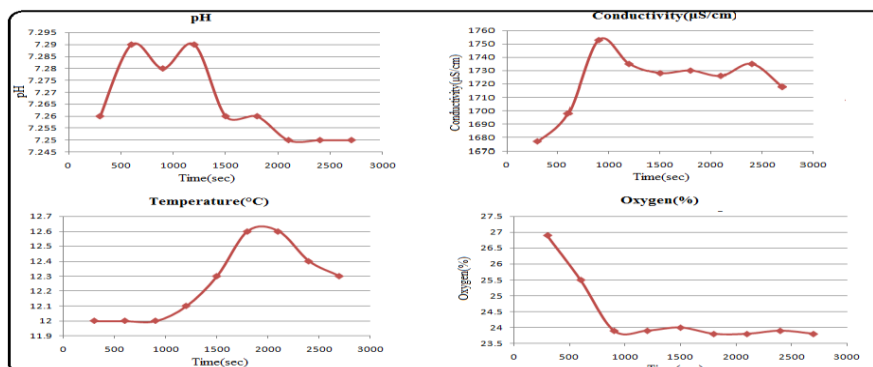 pH
7.295
7.29
7.285
7.28
7.275
7.27
7.265
7.26
7.255
7.25
7.245
pH
0 500 1000 1500 2000 2500 3000
Time(sec)
Conductivity(µS/cm)
1760
1750
1740
1730
1720
1710
1700
1690
1680
1670
Conductivity(µS/cm)
0 500 1000 1500 2000 2500 3000
Time(sec)
Temperature(°C)
12.7
12.6
12.5
12.4
12.3
12.2
12.1
12
11.9
0 500 1000 1500 2000 2500 3000
Time(sec)
Oxygen(%)
27.5
27
26.5
26
25.5
25
24.5
24
23.5
Oxygen(%)
0 500 1000 1500 2000 2500 3000
Time(sec)